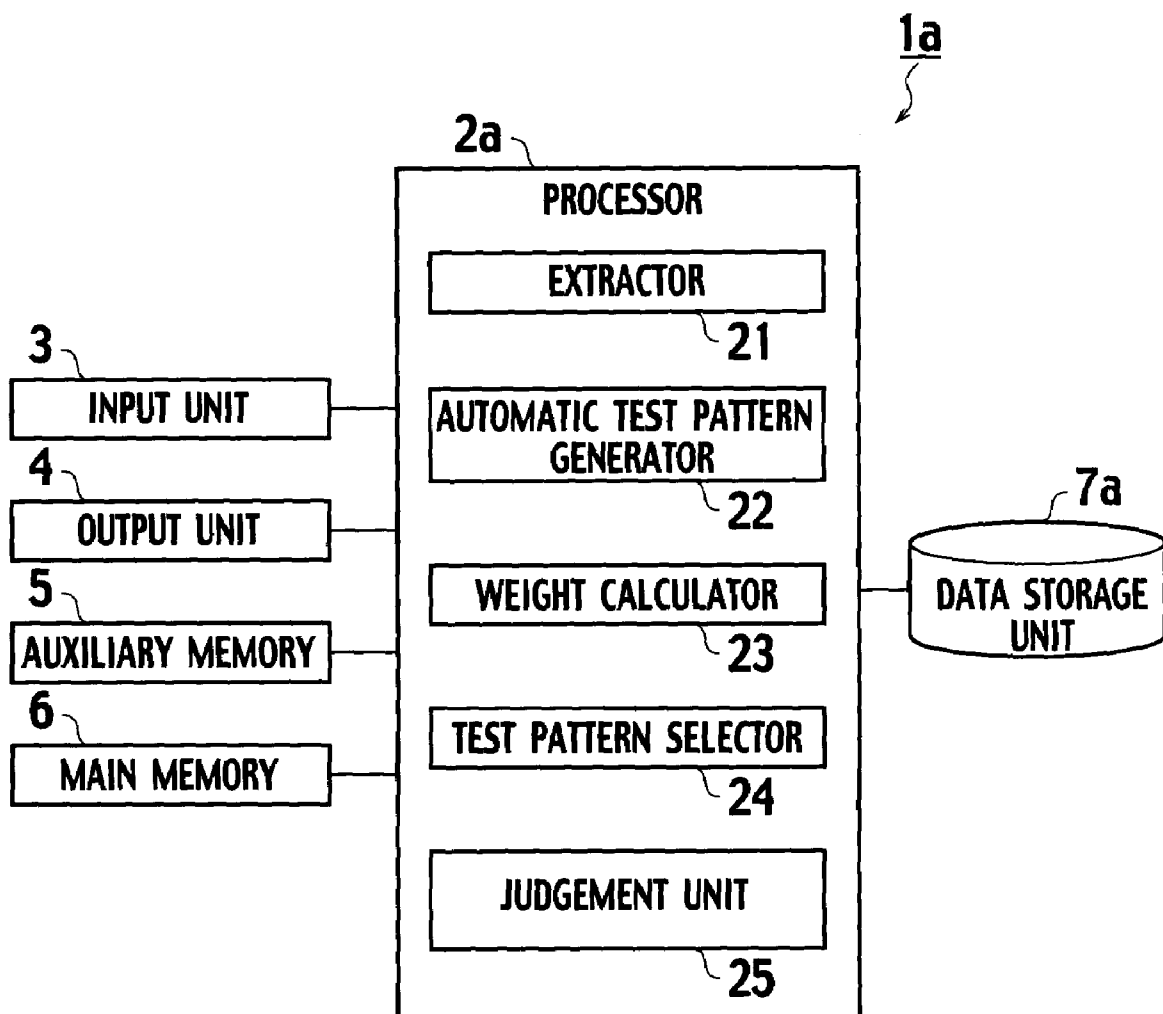 1a
2a
PROCESSOR
EXTRACTOR
21
3
INPUT UNIT
AUTOMATIC TEST PATTERN
GENERATOR
22
4
OUTPUT UNIT
7a
DATA STORAGE
UNIT
5
AUXILIARY MEMORY
WEIGHT CALCULATOR
23
6
MAIN MEMORY
TEST PATTERN SELECTOR
24
JUDGEMENT UNIT
25